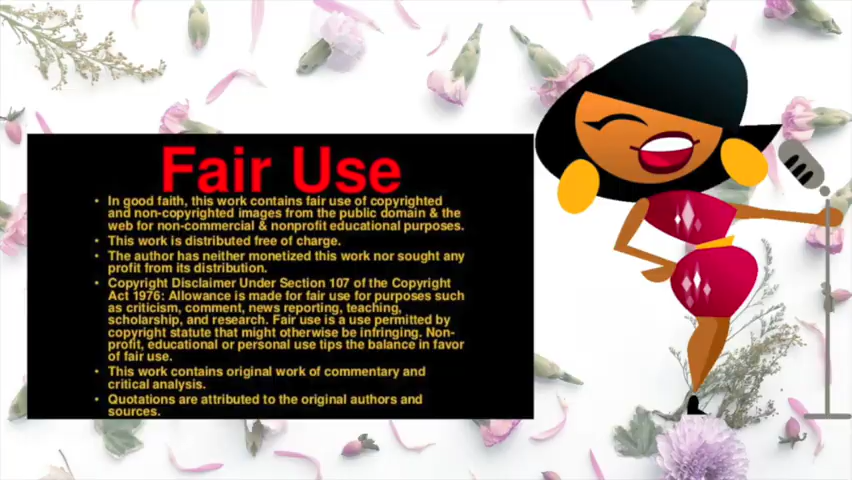 Fair Use
• In good faith, this work contains fair use of copyrighted
and non-copyrighted images from the public domain & the
web for non-commercial & nonprofit educational purposes.
• This work is distributed free of charge.
• The author has neither monetized this work nor sought any
profit from its distribution.
• Copyright Disclaimer Under Section 107 of the Copyright
Act 1976: Allowance is made for fair use for purposes such
as criticism, comment, news reporting, teaching,
scholarship, and research. Fair use is a use permitted by
copyright statute that might otherwise be infringing. Non-
profit, educational or personal use tips the balance in favor
of fair use.
• This work contains original work of commentary and
critical analysis.
• Quotations are attributed to the original authors and
sources.